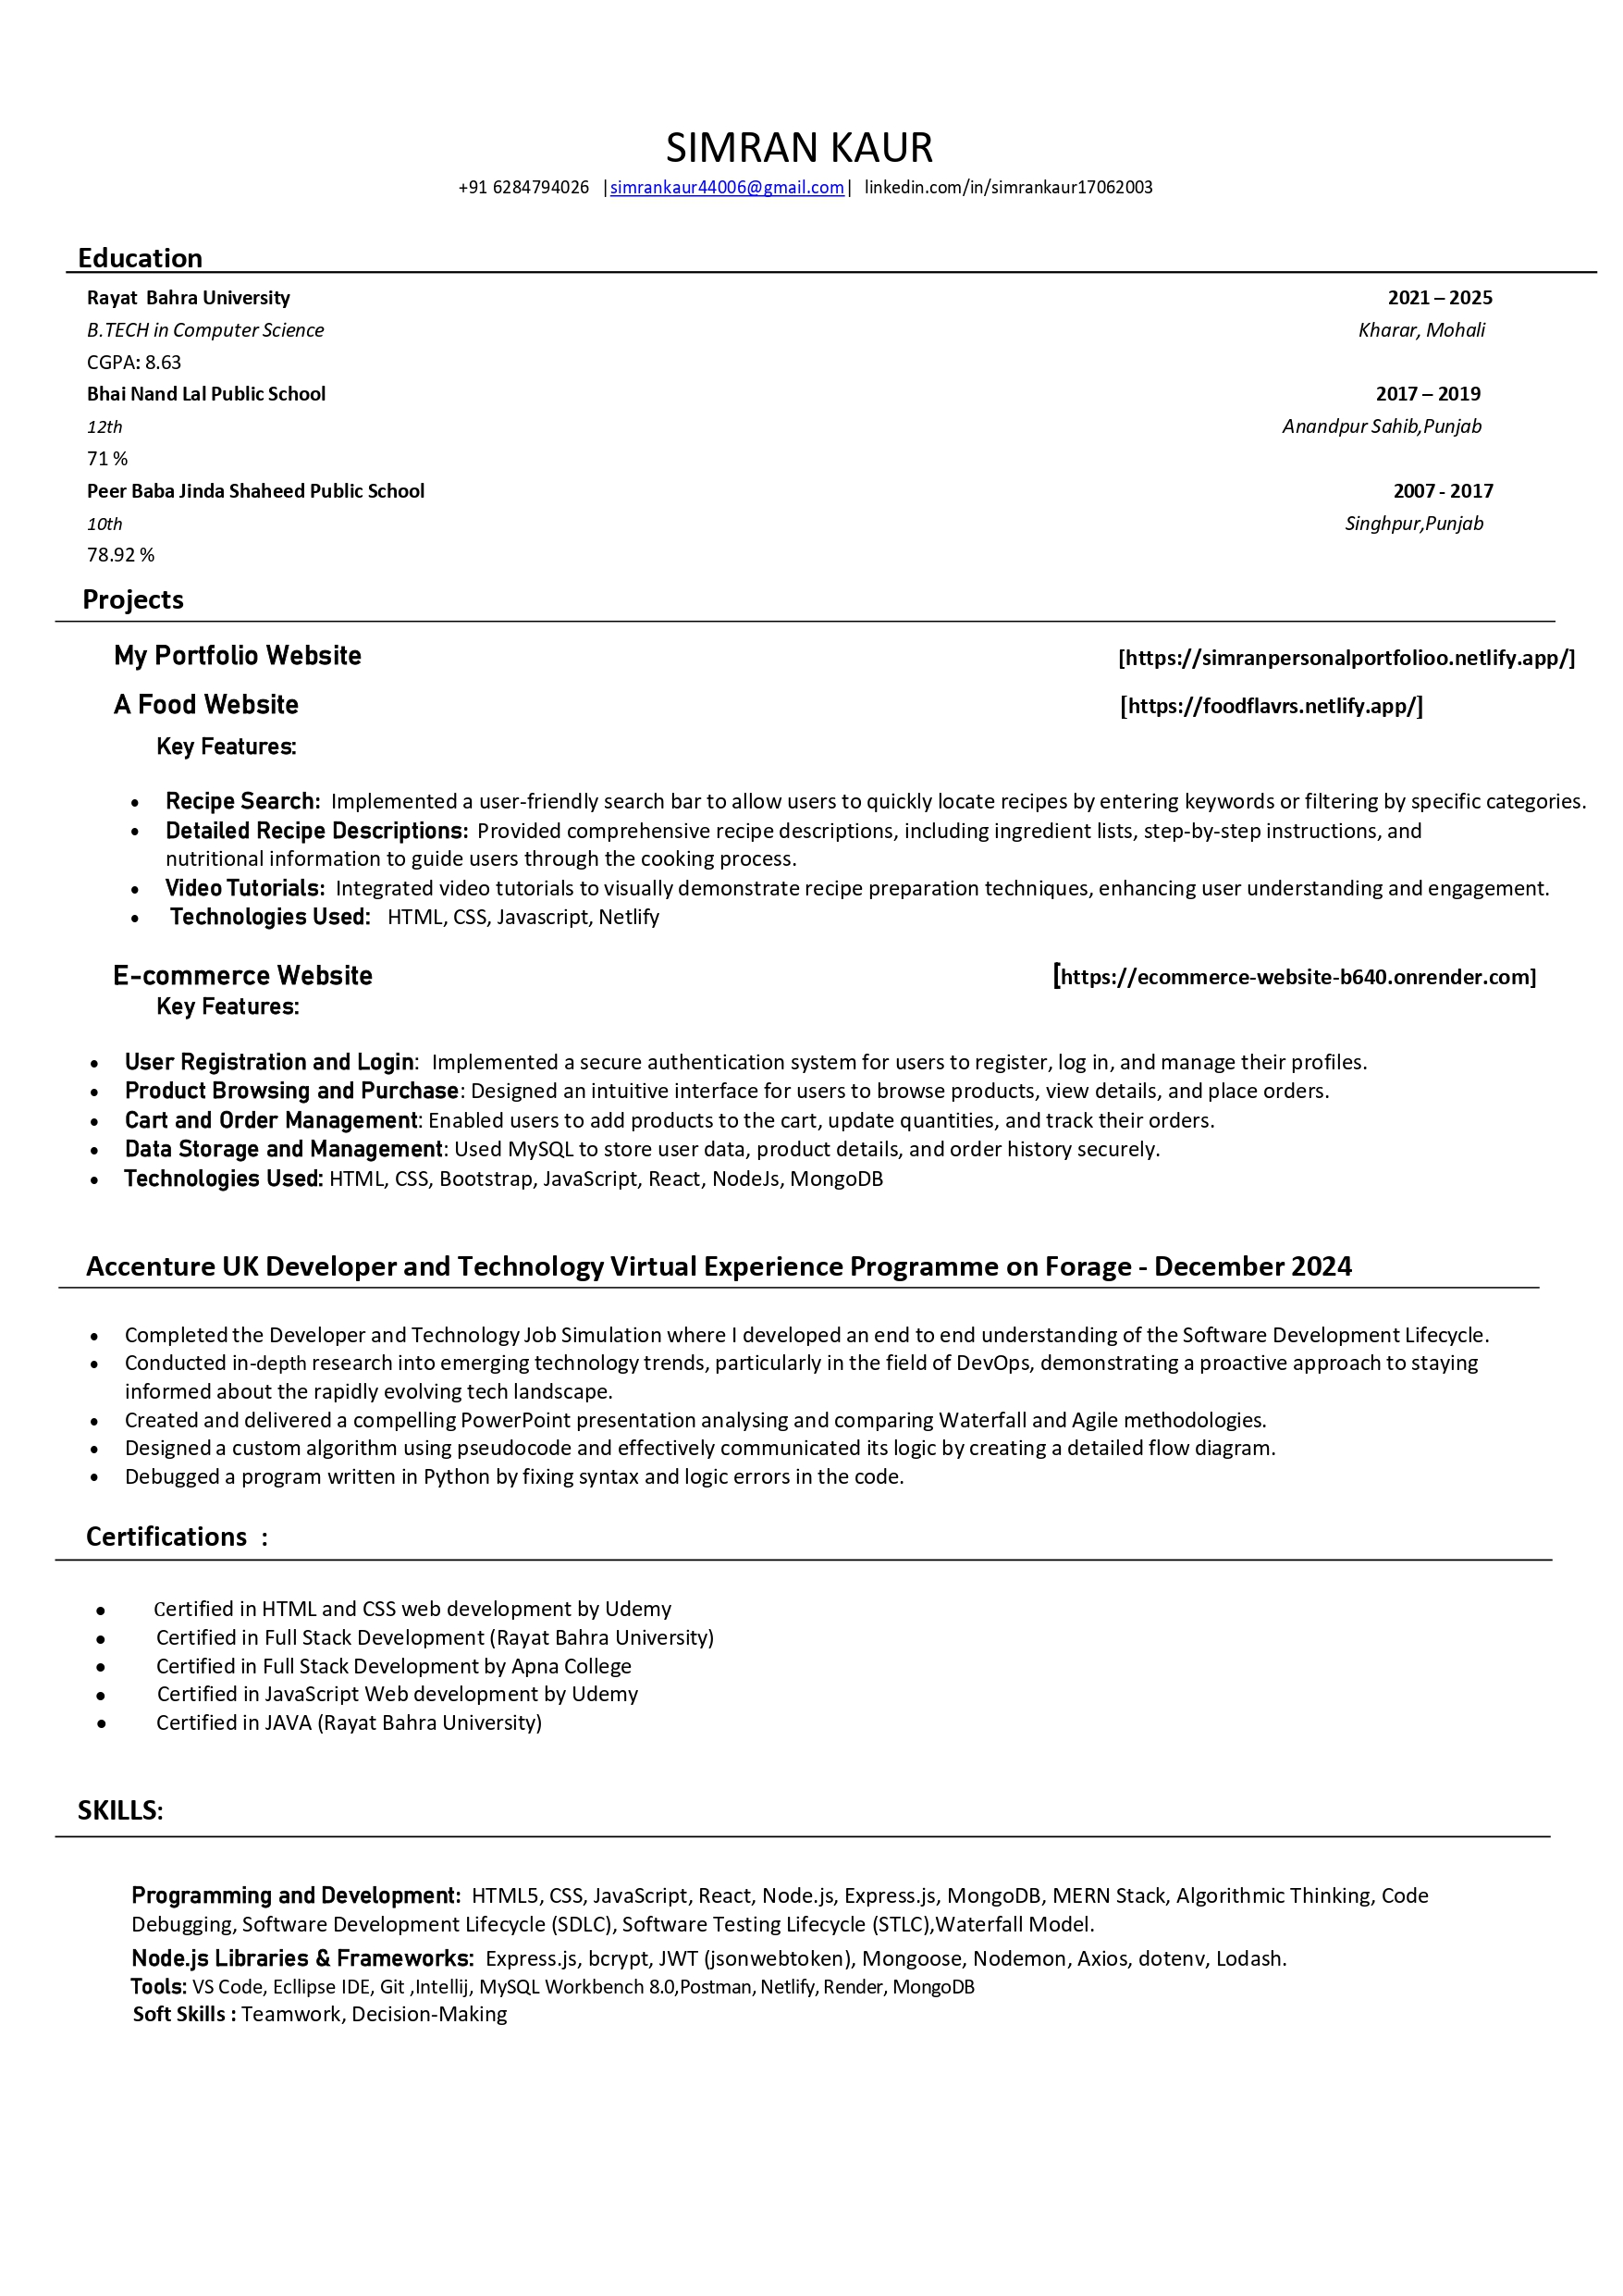 SIMRAN KAUR
+91 6284794026 |simrankaur44006@gmail.com| linkedin.com/in/simrankaur17062003
Education
Rayat Bahra University 2021 – 2025
B.TECH in Computer Science Kharar, Mohali
CGPA: 8.63
Bhai Nand Lal Public School 2017 – 2019
12th Anandpur Sahib,Punjab
71 %
Peer Baba Jinda Shaheed Public School 2007 - 2017
10th Singhpur,Punjab
78.92 %
Projects
My Portfolio Website [https://simranpersonalportfolioo.netlify.app/]
A Food Website [https://foodflavrs.netlify.app/]
Key Features:
• Recipe Search: Implemented a user-friendly search bar to allow users to quickly locate recipes by entering keywords or filtering by specific categories.
• Detailed Recipe Descriptions: Provided comprehensive recipe descriptions, including ingredient lists, step-by-step instructions, and
nutritional information to guide users through the cooking process.
• Video Tutorials: Integrated video tutorials to visually demonstrate recipe preparation techniques, enhancing user understanding and engagement.
• Technologies Used: HTML, CSS, Javascript, Netlify
E-commerce Website [https://ecommerce-website-b640.onrender.com]
Key Features:
• User Registration and Login: Implemented a secure authentication system for users to register, log in, and manage their profiles.
• Product Browsing and Purchase: Designed an intuitive interface for users to browse products, view details, and place orders.
• Cart and Order Management: Enabled users to add products to the cart, update quantities, and track their orders.
• Data Storage and Management: Used MySQL to store user data, product details, and order history securely.
• Technologies Used: HTML, CSS, Bootstrap, JavaScript, React, NodeJs, MongoDB
Accenture UK Developer and Technology Virtual Experience Programme on Forage - December 2024
• Completed the Developer and Technology Job Simulation where I developed an end to end understanding of the Software Development Lifecycle.
• Conducted in-depth research into emerging technology trends, particularly in the field of DevOps, demonstrating a proactive approach to staying
informed about the rapidly evolving tech landscape.
• Created and delivered a compelling PowerPoint presentation analysing and comparing Waterfall and Agile methodologies.
• Designed a custom algorithm using pseudocode and effectively communicated its logic by creating a detailed flow diagram.
• Debugged a program written in Python by fixing syntax and logic errors in the code.
Certifications :
• Certified in HTML and CSS web development by Udemy
• Certified in Full Stack Development (Rayat Bahra University)
• Certified in Full Stack Development by Apna College
• Certified in JavaScript Web development by Udemy
• Certified in JAVA (Rayat Bahra University)
SKILLS:
Programming and Development: HTML5, CSS, JavaScript, React, Node.js, Express.js, MongoDB, MERN Stack, Algorithmic Thinking, Code
Debugging, Software Development Lifecycle (SDLC), Software Testing Lifecycle (STLC),Waterfall Model.
Node.js Libraries & Frameworks: Express.js, bcrypt, JWT (jsonwebtoken), Mongoose, Nodemon, Axios, dotenv, Lodash.
Tools: VS Code, Ecllipse IDE, Git ,Intellij, MySQL Workbench 8.0,Postman, Netlify, Render, MongoDB
Soft Skills : Teamwork, Decision-Making